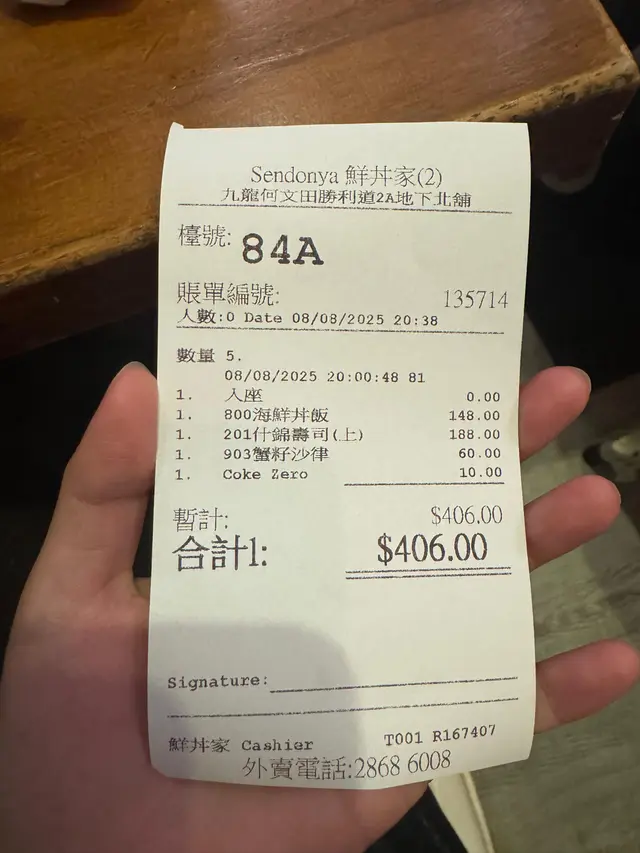 Sendonya 鮮丼家(2)
九龍何文田勝利道2A地下北舖
檯號: 84A
賬單編號: 135714
人數:0 Date 08/08/2025 20:38
數量 5.
08/08/2025 20:00:48 81
1. 入座 0.00
1. 800海鮮丼飯 148.00
1. 201什錦壽司(上) 188.00
1. 903蟹籽沙律 60.00
1. Coke Zero 10.00
暫計: $406.00
合計1: $406.00
Signature:
鮮丼家 Cashier T001 R167407
外賣電話:2868 6008